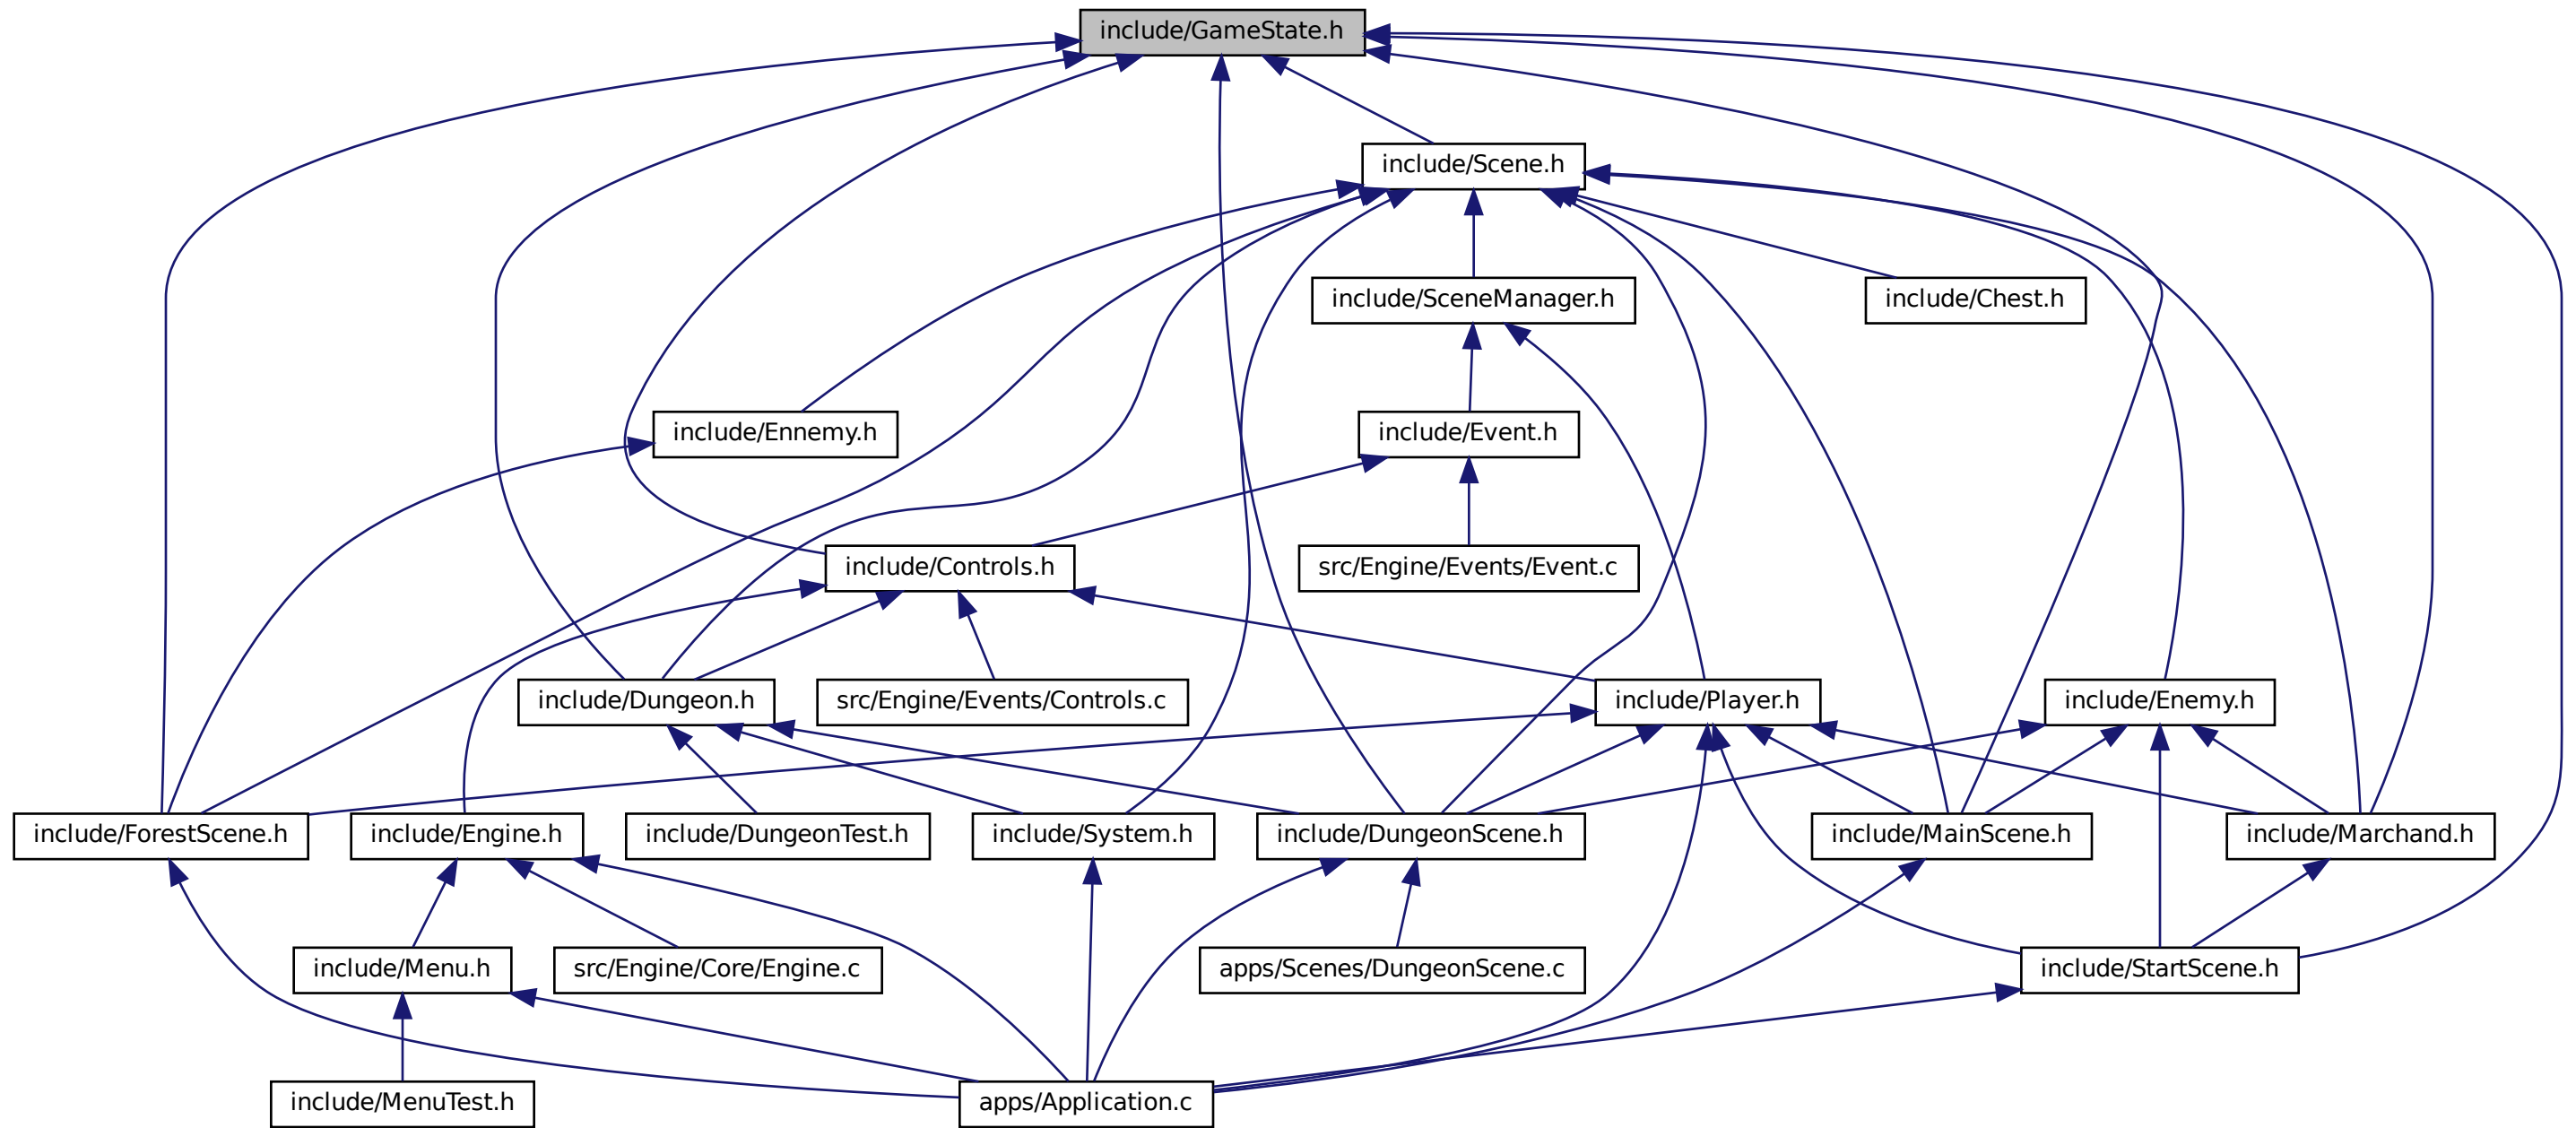 include/GameState.h
include/Scene.h
include/SceneManager.h
include/Chest.h
include/Ennemy.h
include/Event.h
include/Controls.h
src/Engine/Events/Event.c
include/Dungeon.h
src/Engine/Events/Controls.c
include/Player.h
include/Enemy.h
include/ForestScene.h
include/Engine.h
include/DungeonTest.h
include/System.h
include/DungeonScene.h
include/MainScene.h
include/Marchand.h
include/Menu.h
src/Engine/Core/Engine.c
apps/Scenes/DungeonScene.c
include/StartScene.h
include/MenuTest.h
apps/Application.c